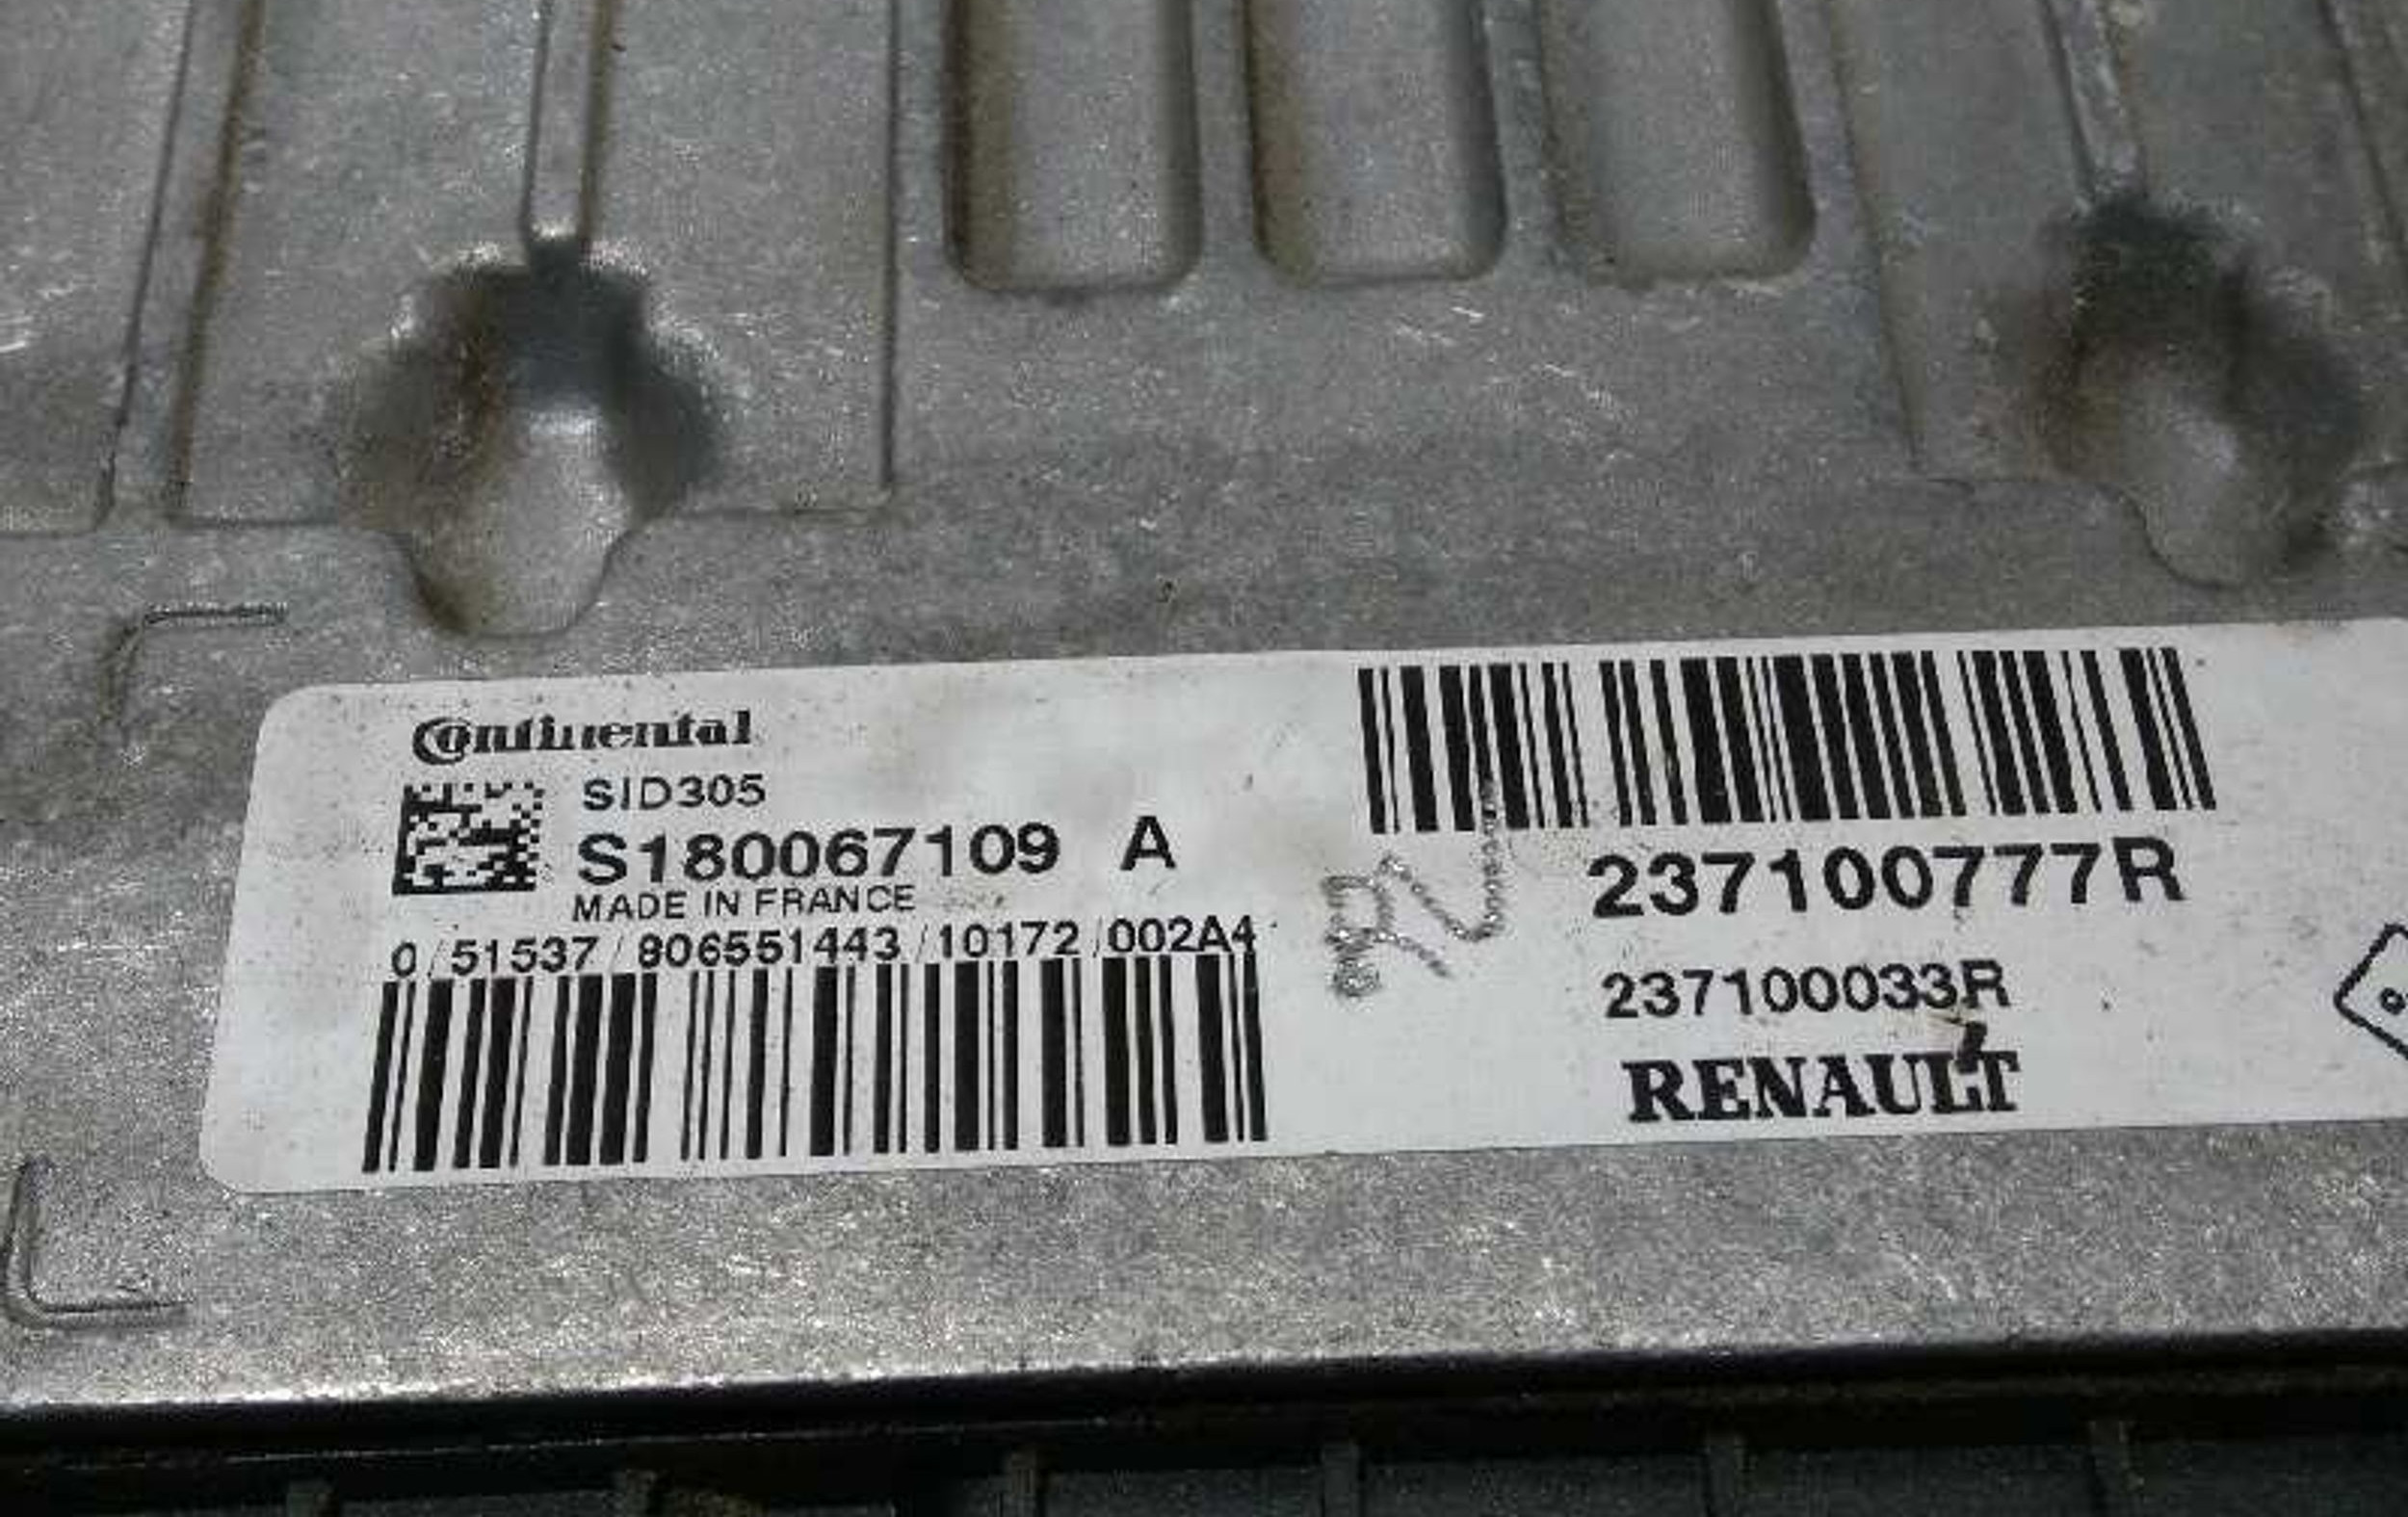 Continental
SID305
S180067109 A
MADE IN FRANCE
0/51537/806551443/10172/002A4
237100777R
237100033R
RENAULT